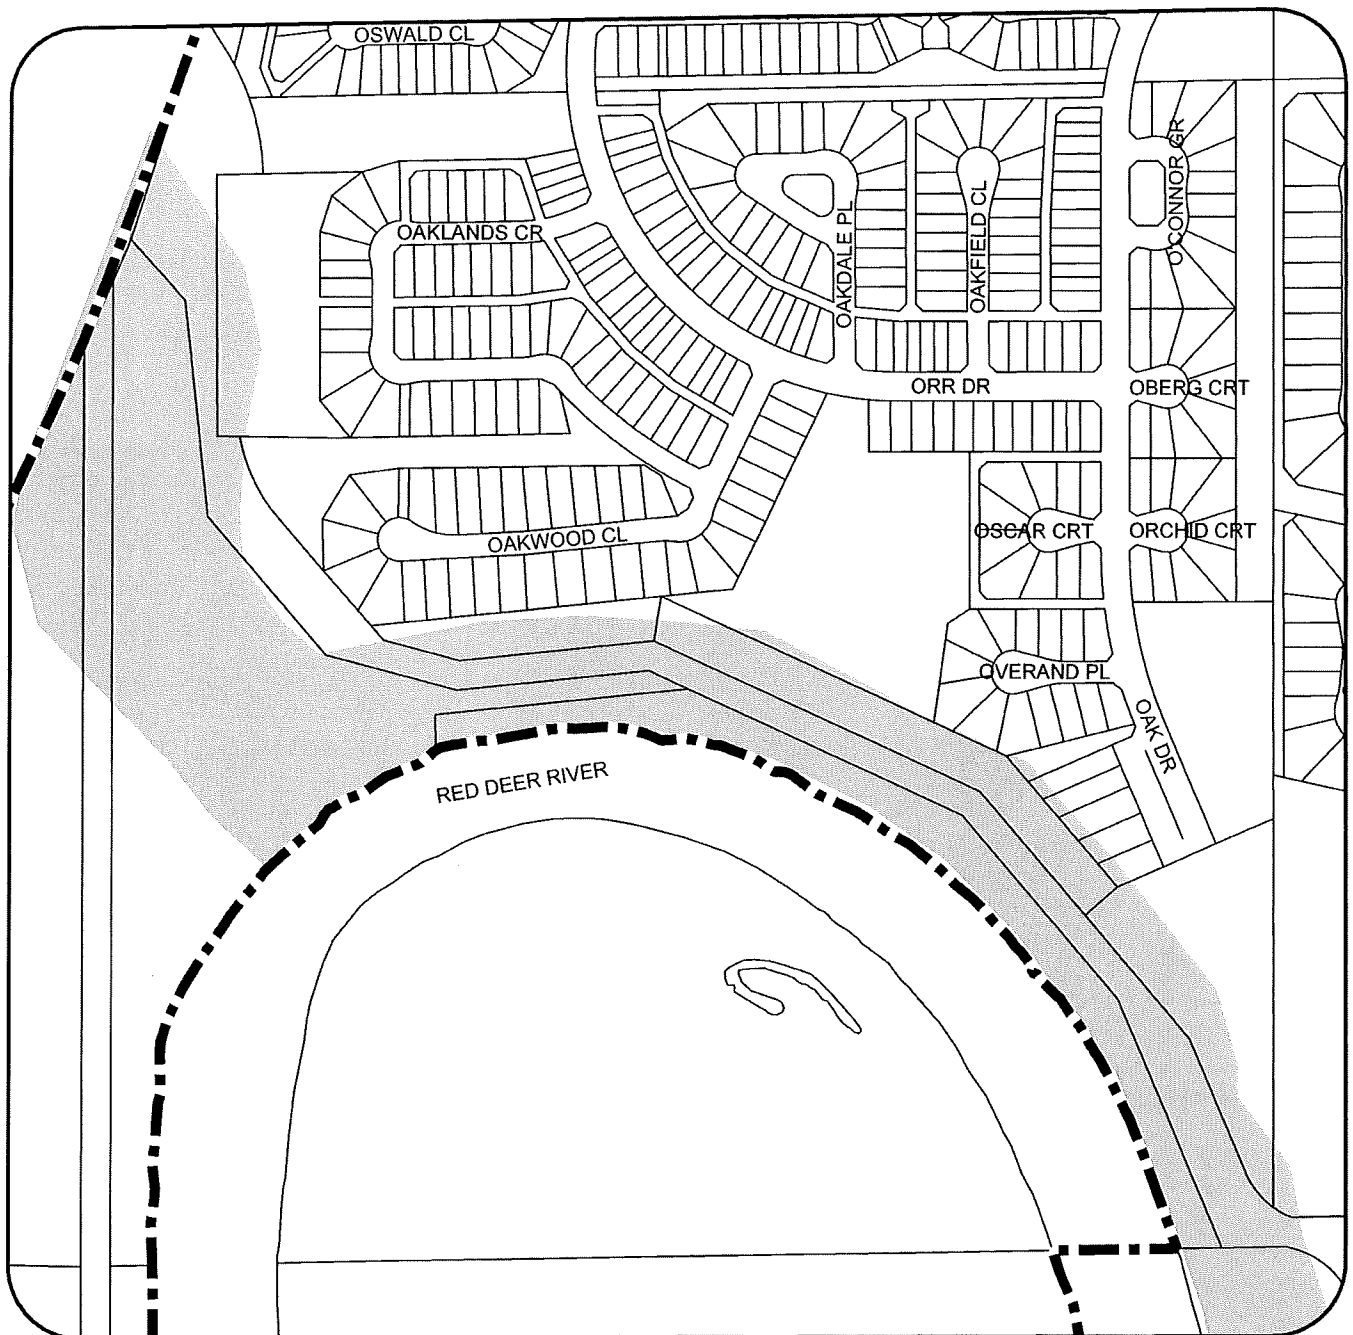 OSWALD CL
OAKLANDS CR
OAKDALE PL
OAKFIELD CL
O'CONNOR GR
ORR DR
OBERG CRT
OAKWOOD CL
OSCAR CRT
ORCHID CRT
OVERAND PL
OAK DR
RED DEER RIVER